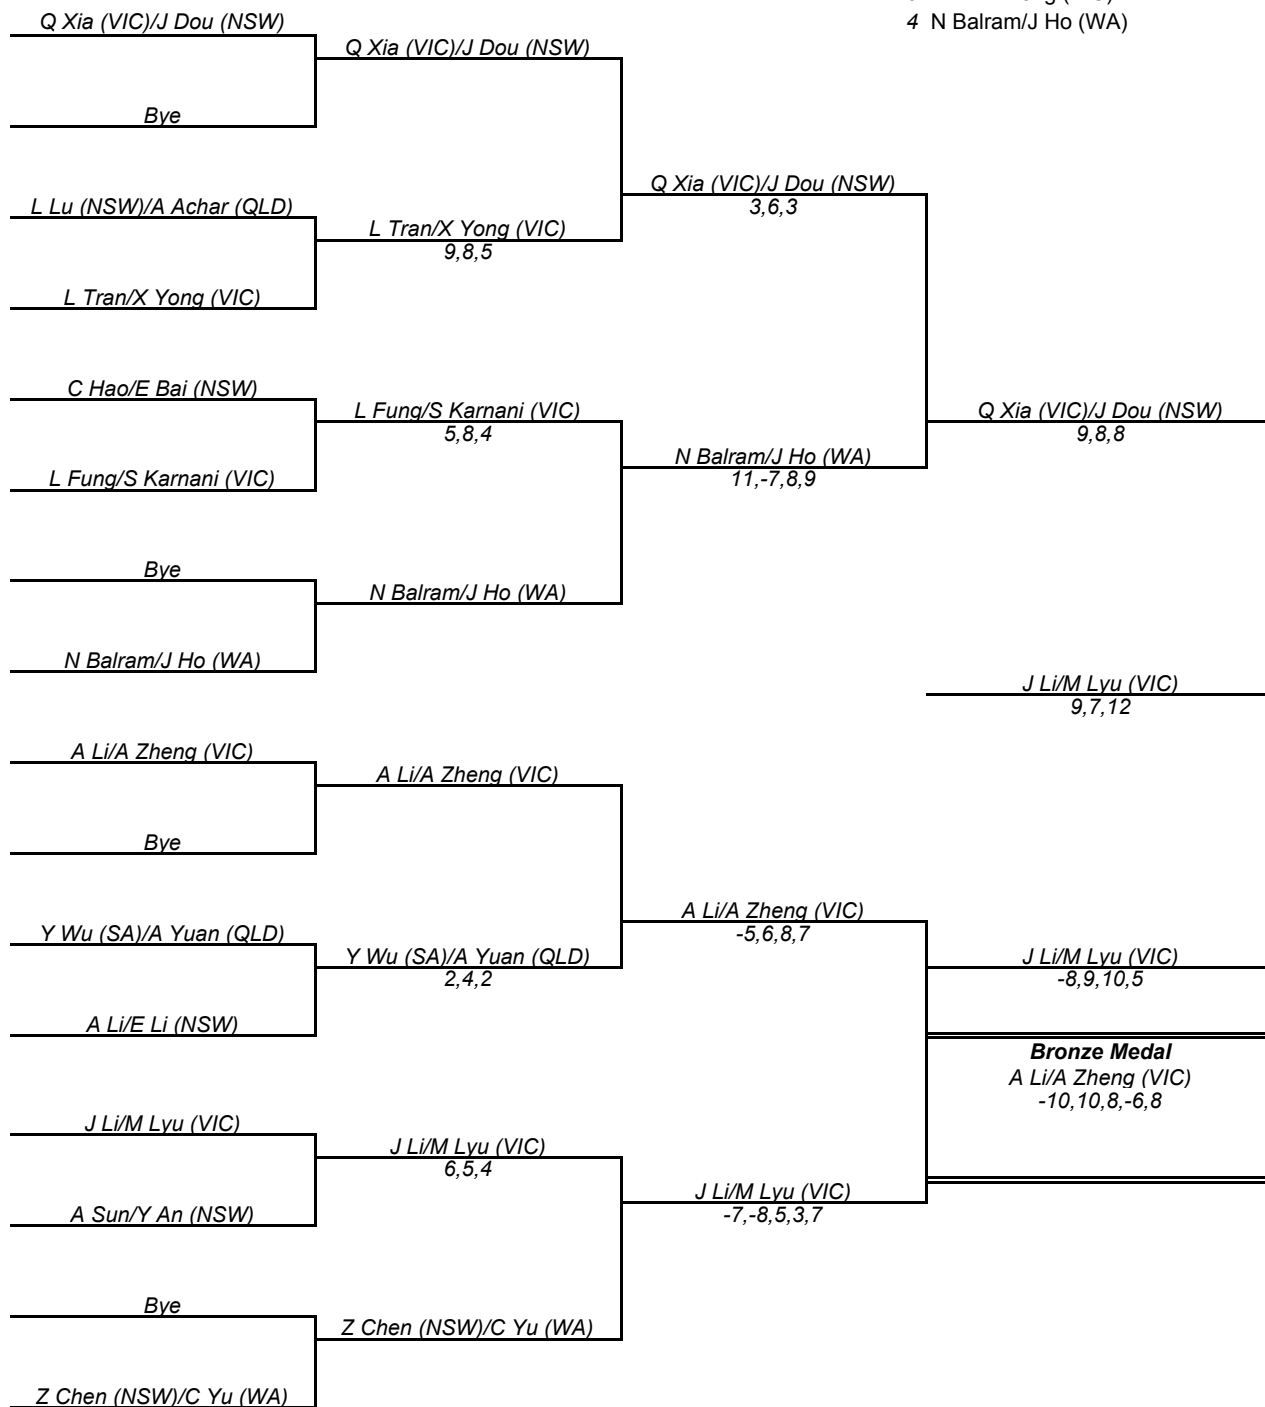 4 N Balram/J Ho (WA)
Q Xia (VIC)/J Dou (NSW)
Bye
L Lu (NSW)/A Achar (QLD)
L Tran/X Yong (VIC)
C Hao/E Bai (NSW)
L Fung/S Karnani (VIC)
Bye
N Balram/J Ho (WA)
A Li/A Zheng (VIC)
Bye
Y Wu (SA)/A Yuan (QLD)
A Li/E Li (NSW)
J Li/M Lyu (VIC)
A Sun/Y An (NSW)
Bye
Z Chen (NSW)/C Yu (WA)
Q Xia (VIC)/J Dou (NSW)
L Tran/X Yong (VIC)
9,8,5
L Fung/S Karnani (VIC)
5,8,4
N Balram/J Ho (WA)
A Li/A Zheng (VIC)
Y Wu (SA)/A Yuan (QLD)
2,4,2
J Li/M Lyu (VIC)
6,5,4
Z Chen (NSW)/C Yu (WA)
Q Xia (VIC)/J Dou (NSW)
3,6,3
N Balram/J Ho (WA)
11,-7,8,9
A Li/A Zheng (VIC)
-5,6,8,7
J Li/M Lyu (VIC)
-7,-8,5,3,7
Q Xia (VIC)/J Dou (NSW)
9,8,8
J Li/M Lyu (VIC)
9,7,12
J Li/M Lyu (VIC)
-8,9,10,5
Bronze Medal
A Li/A Zheng (VIC)
-10,10,8,-6,8